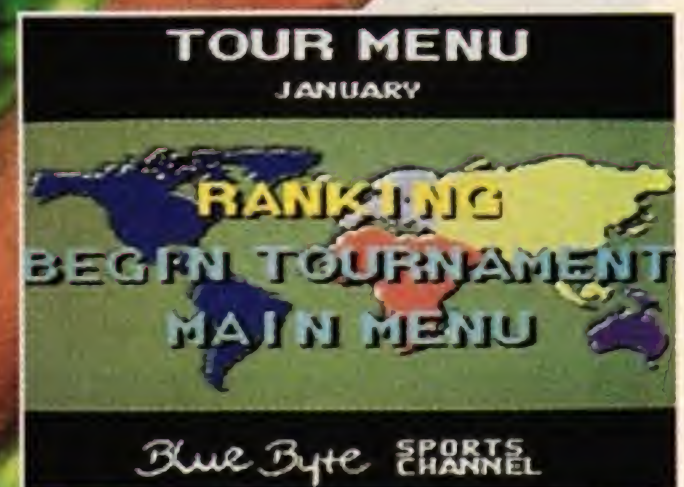 TOUR MENU
JANUARY
RANKING
BEGIN TOURNAMENT
MAIN MENU
Blue Byte SPORTS CHANNEL